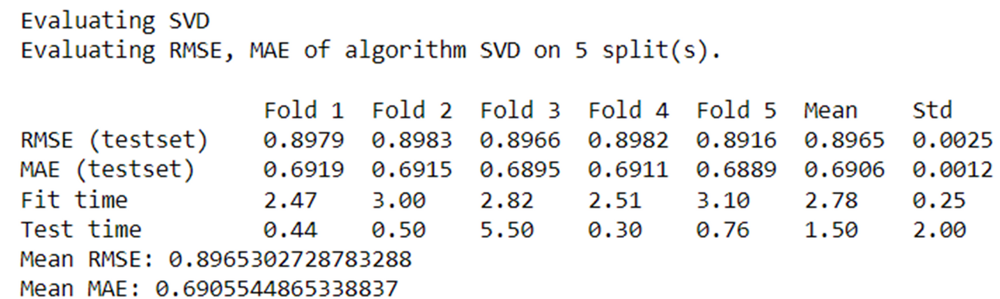 Evaluating SVD
Evaluating RMSE, MAE of algorithm SVD on 5 split(s).
Fold 1 Fold 2 Fold 3 Fold 4 Fold 5 Mean Std
RMSE (testset) 0.8979 0.8983 0.8966 0.8982 0.8916 0.8965 0.0025
MAE (testset) 0.6919 0.6915 0.6895 0.6911 0.6889 0.6906 0.0012
Fit time 2.47 3.00 2.82 2.51 3.10 2.78 0.25
Test time 0.44 0.50 5.50 0.30 0.76 1.50 2.00
Mean RMSE: 0.8965302728783288
Mean MAE: 0.6905544865338837